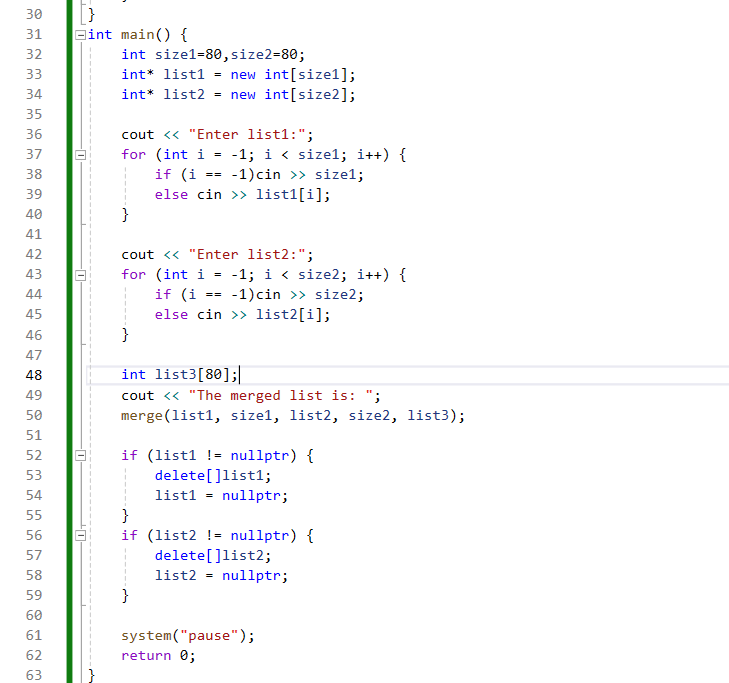 30 }
31 int main() {
32 int size1=80,size2=80;
33 int* list1 = new int[size1];
34 int* list2 = new int[size2];
35
36 cout << "Enter list1:";
37 for (int i = -1; i < size1; i++) {
38 if (i == -1)cin >> size1;
39 else cin >> list1[i];
40 }
41
42 cout << "Enter list2:";
43 for (int i = -1; i < size2; i++) {
44 if (i == -1)cin >> size2;
45 else cin >> list2[i];
46 }
47
48 int list3[80];
49 cout << "The merged list is: ";
50 merge(list1, size1, list2, size2, list3);
51
52 if (list1 != nullptr) {
53 delete[]list1;
54 list1 = nullptr;
55 }
56 if (list2 != nullptr) {
57 delete[]list2;
58 list2 = nullptr;
59 }
60
61 system("pause");
62 return 0;
63 }